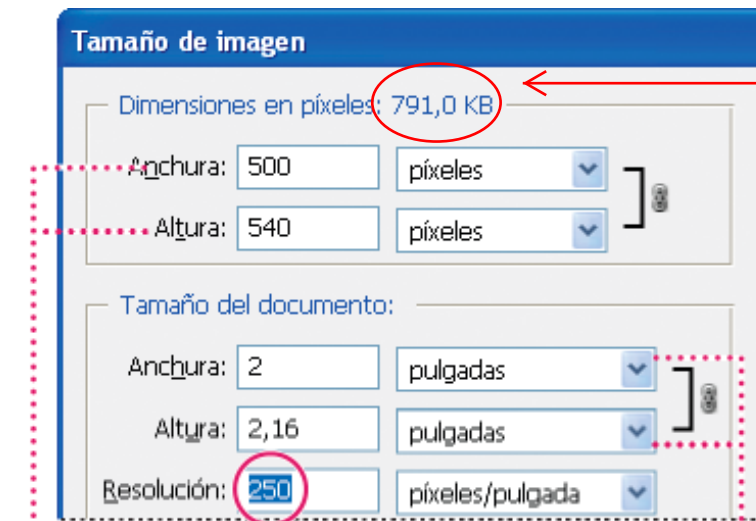 Tamaño de imagen
Dimensiones en píxeles: 791,0 KB
Anchura: 500 píxeles
Altura: 540 píxeles
Tamaño del documento:
Anchura: 2 pulgadas
Altura: 2,16 pulgadas
Resolución: 250 píxeles/pulgada